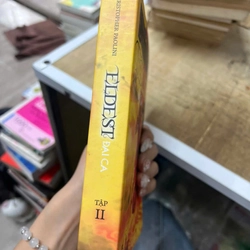 CHRISTOPHER PAOLINI
ELDEST
ĐẠI CA
TẬP
II